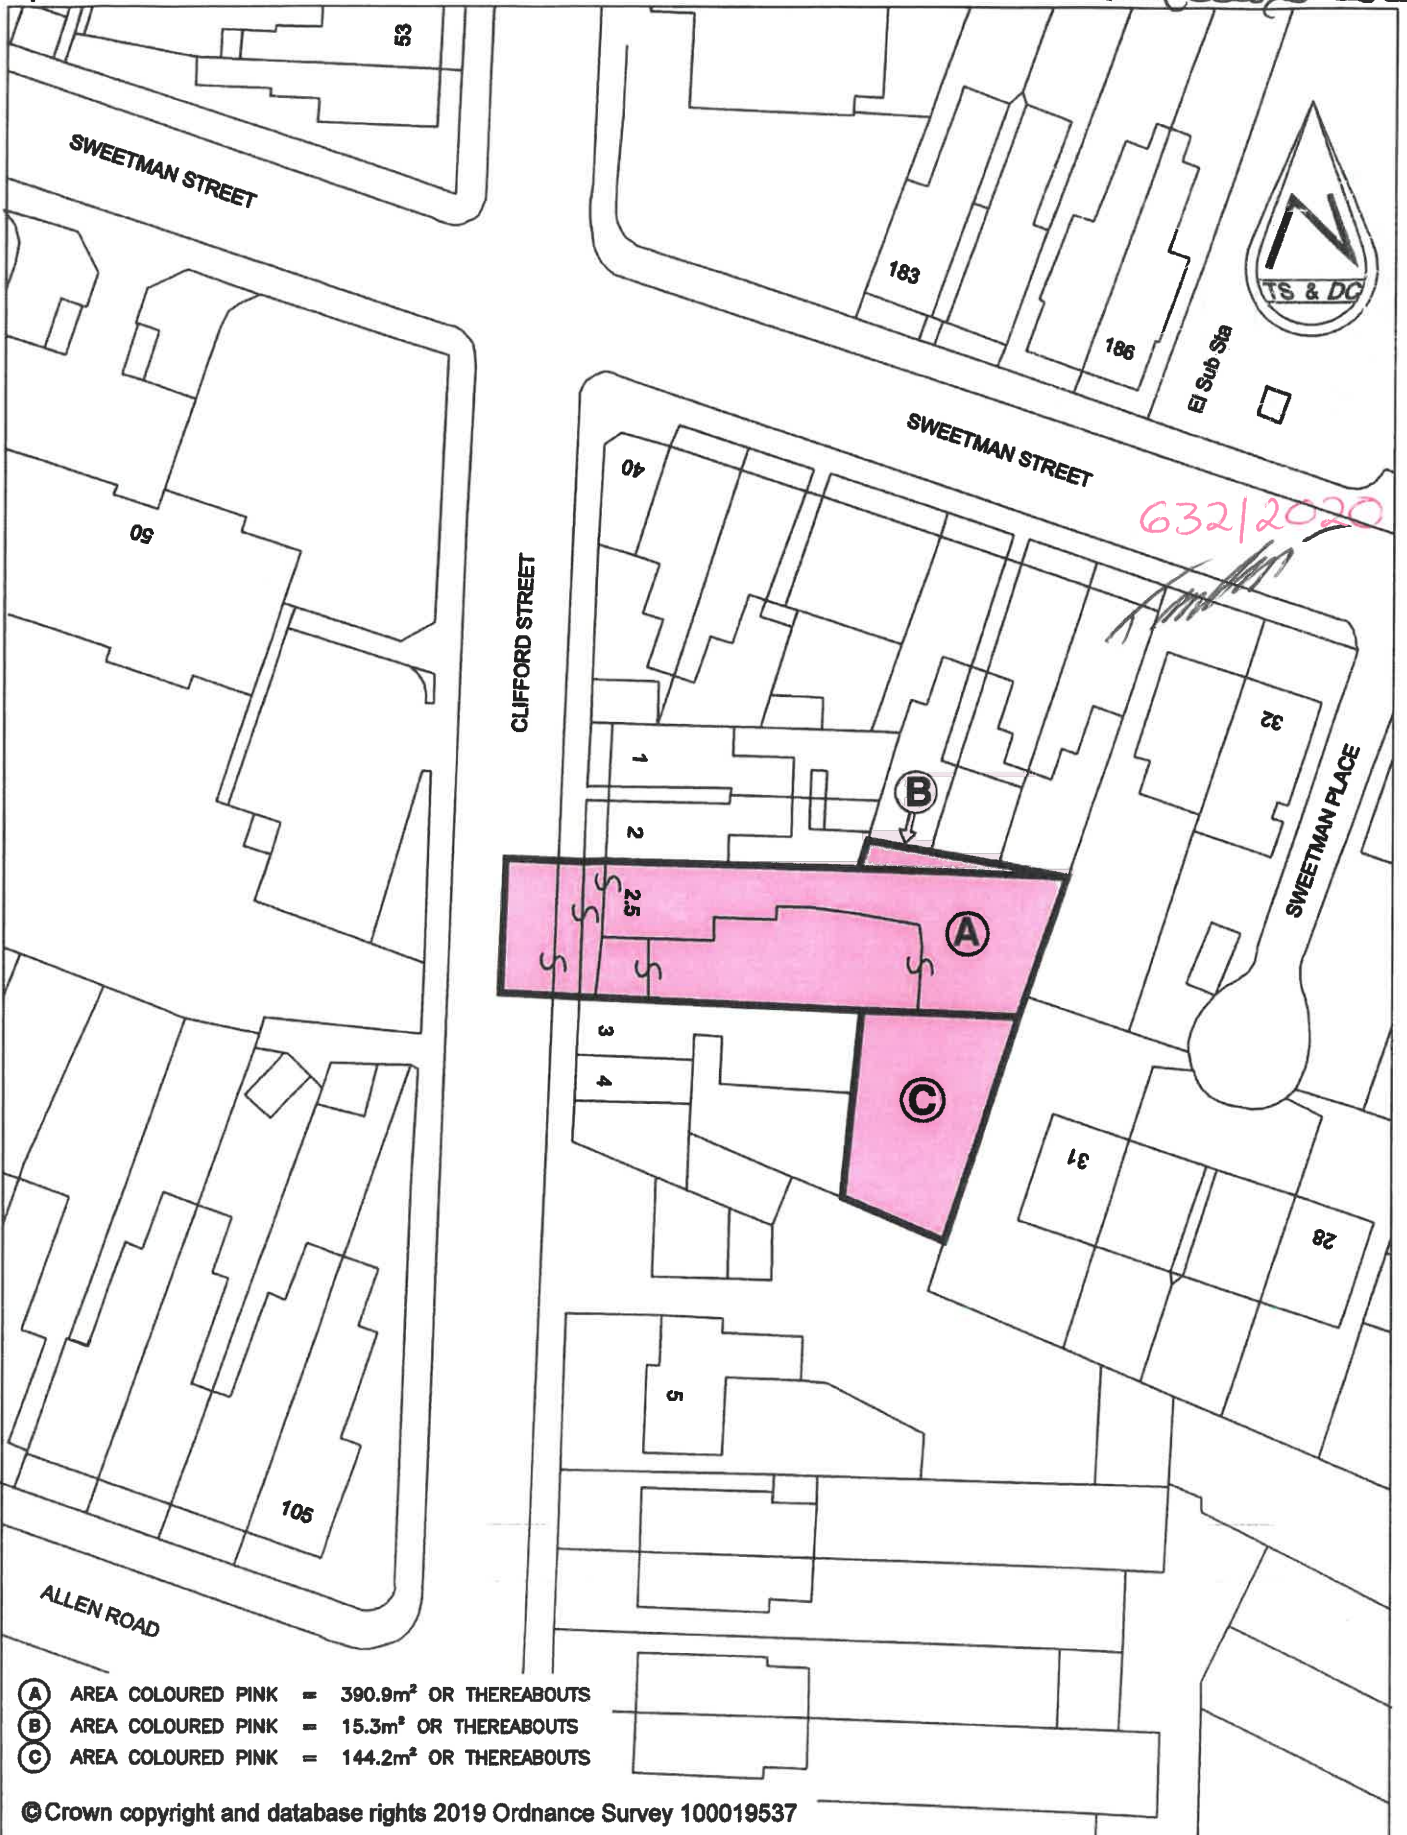 53
SWEETMAN STREET
183
186
El Sub Sta
N
TS & DC
SWEETMAN STREET
632/2020
40
50
CLIFFORD STREET
1
2
B
32
SWEETMAN PLACE
2.5
A
3
4
C
31
28
5
105
ALLEN ROAD
A AREA COLOURED PINK = 390.9m² OR THEREABOUTS
B AREA COLOURED PINK = 15.3m² OR THEREABOUTS
C AREA COLOURED PINK = 144.2m² OR THEREABOUTS
© Crown copyright and database rights 2019 Ordnance Survey 100019537